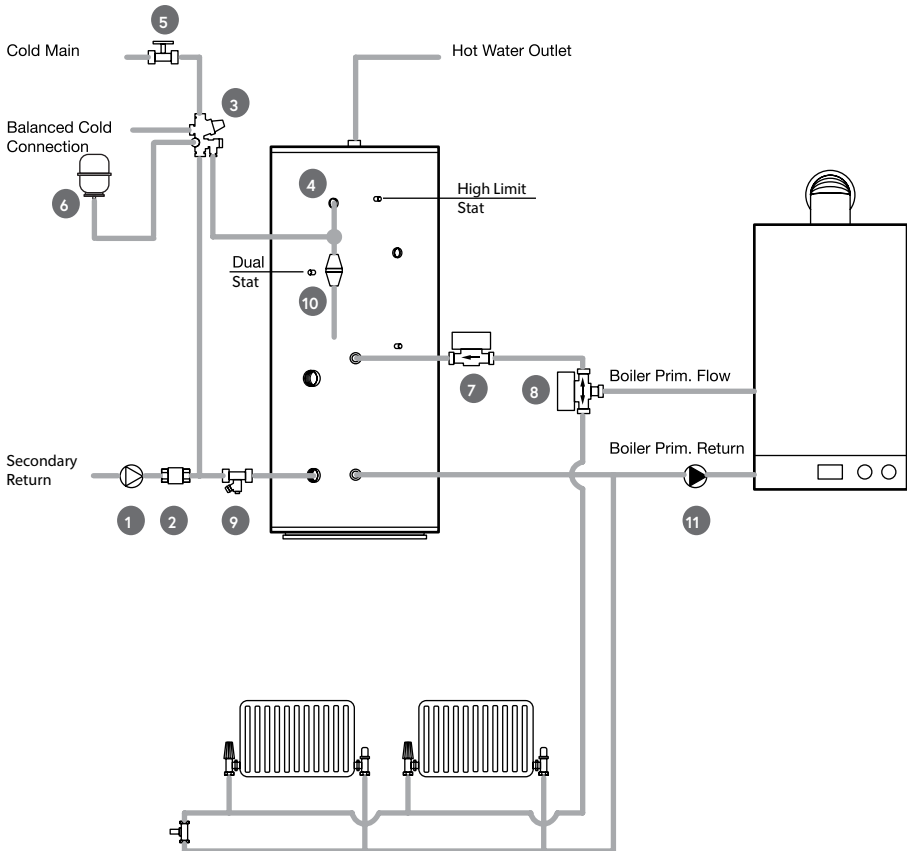 5
Cold Main
Hot Water Outlet
3
Balanced Cold
Connection
6
4
High Limit
Stat
Dual
Stat
10
7
8
Boiler Prim. Flow
Boiler Prim. Return
Secondary
Return
1
2
9
11